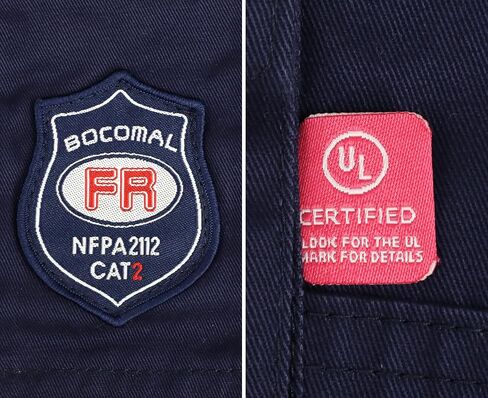 BOCOMAL
FR
NFPA2112
CAT2
UL
CERTIFIED
LOOK FOR THE UL
MARK FOR DETAILS